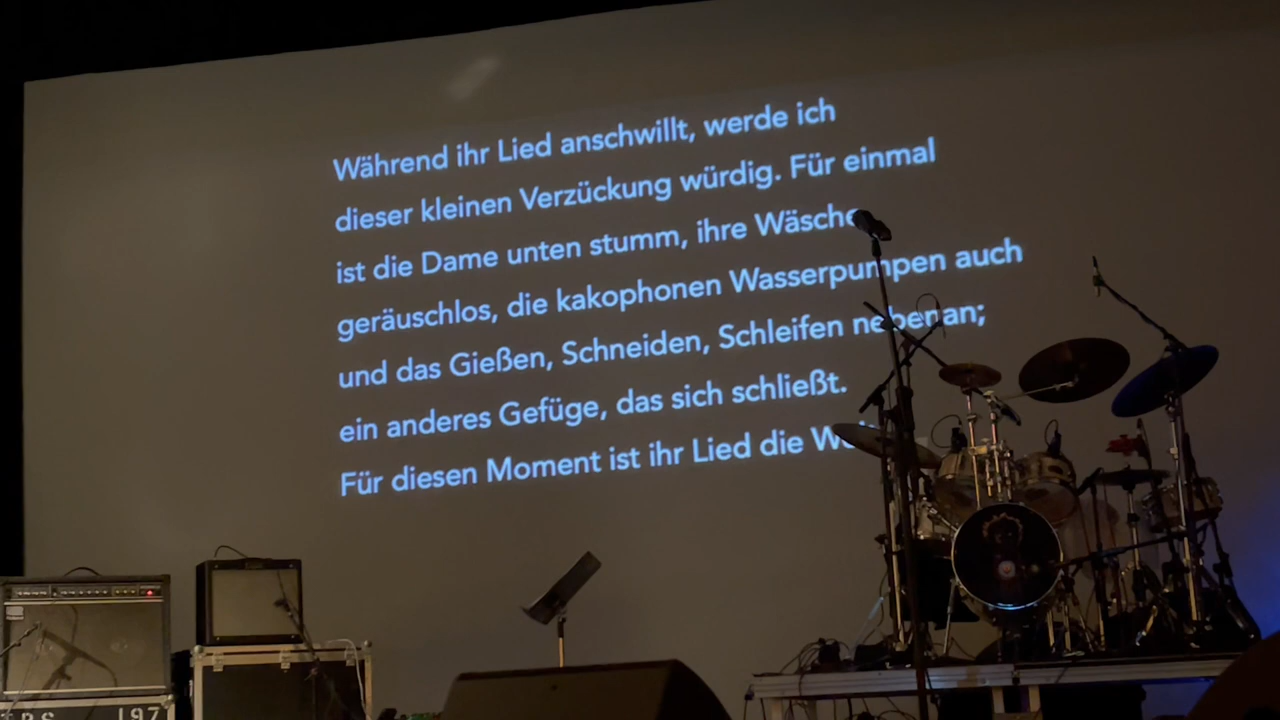 Während ihr Lied anschwillt, werde ich
dieser kleinen Verzückung würdig. Für einmal
ist die Dame unten stumm, ihre Wäsche
geräuschlos, die kakophonen Wasserpumpen auch
und das Gießen, Schneiden, Schleifen nebenan;
ein anderes Gefüge, das sich schließt.
Für diesen Moment ist ihr Lied die
Roland
197